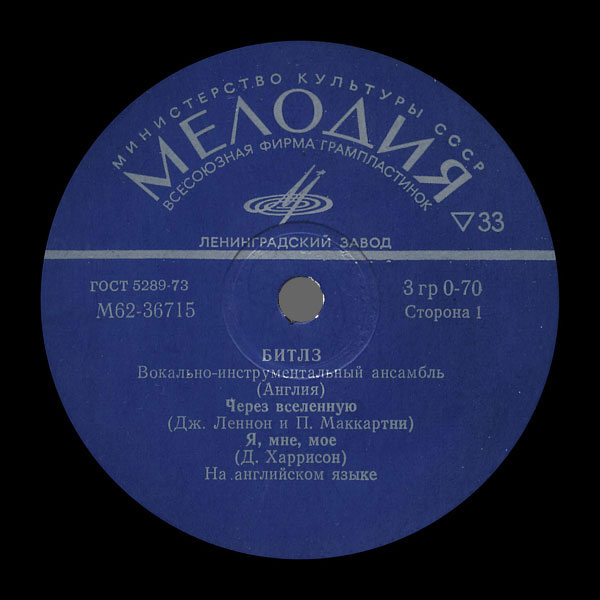 МИНИСТЕРСТВО КУЛЬТУРЫ СССР
МЕЛОДИЯ
ВСЕСОЮЗНАЯ ФИРМА ГРАМПЛАСТИНОК
▽33
ЛЕНИНГРАДСКИЙ ЗАВОД
ГОСТ 5289-73
М62-36715
3 гр 0-70
Сторона 1
БИТЛЗ
Вокально-инструментальный ансамбль
(Англия)
Через вселенную
(Дж. Леннон и П. Маккартни)
Я, мне, мое
(Д. Харрисон)
На английском языке